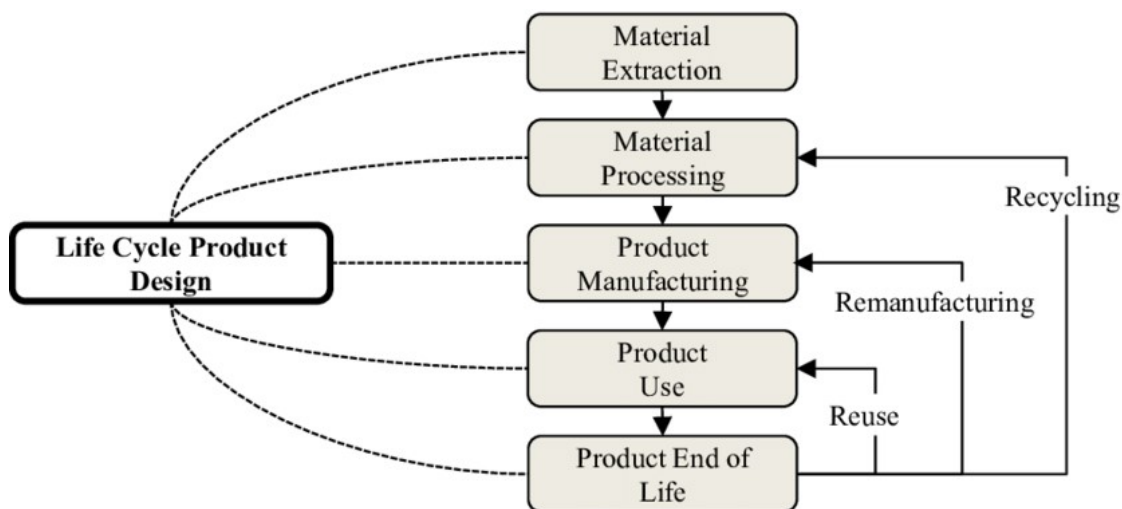 Material
Extraction
Material
Processing
Recycling
Life Cycle Product
Design
Product
Manufacturing
Remanufacturing
Product
Use
Reuse
Product End of
Life